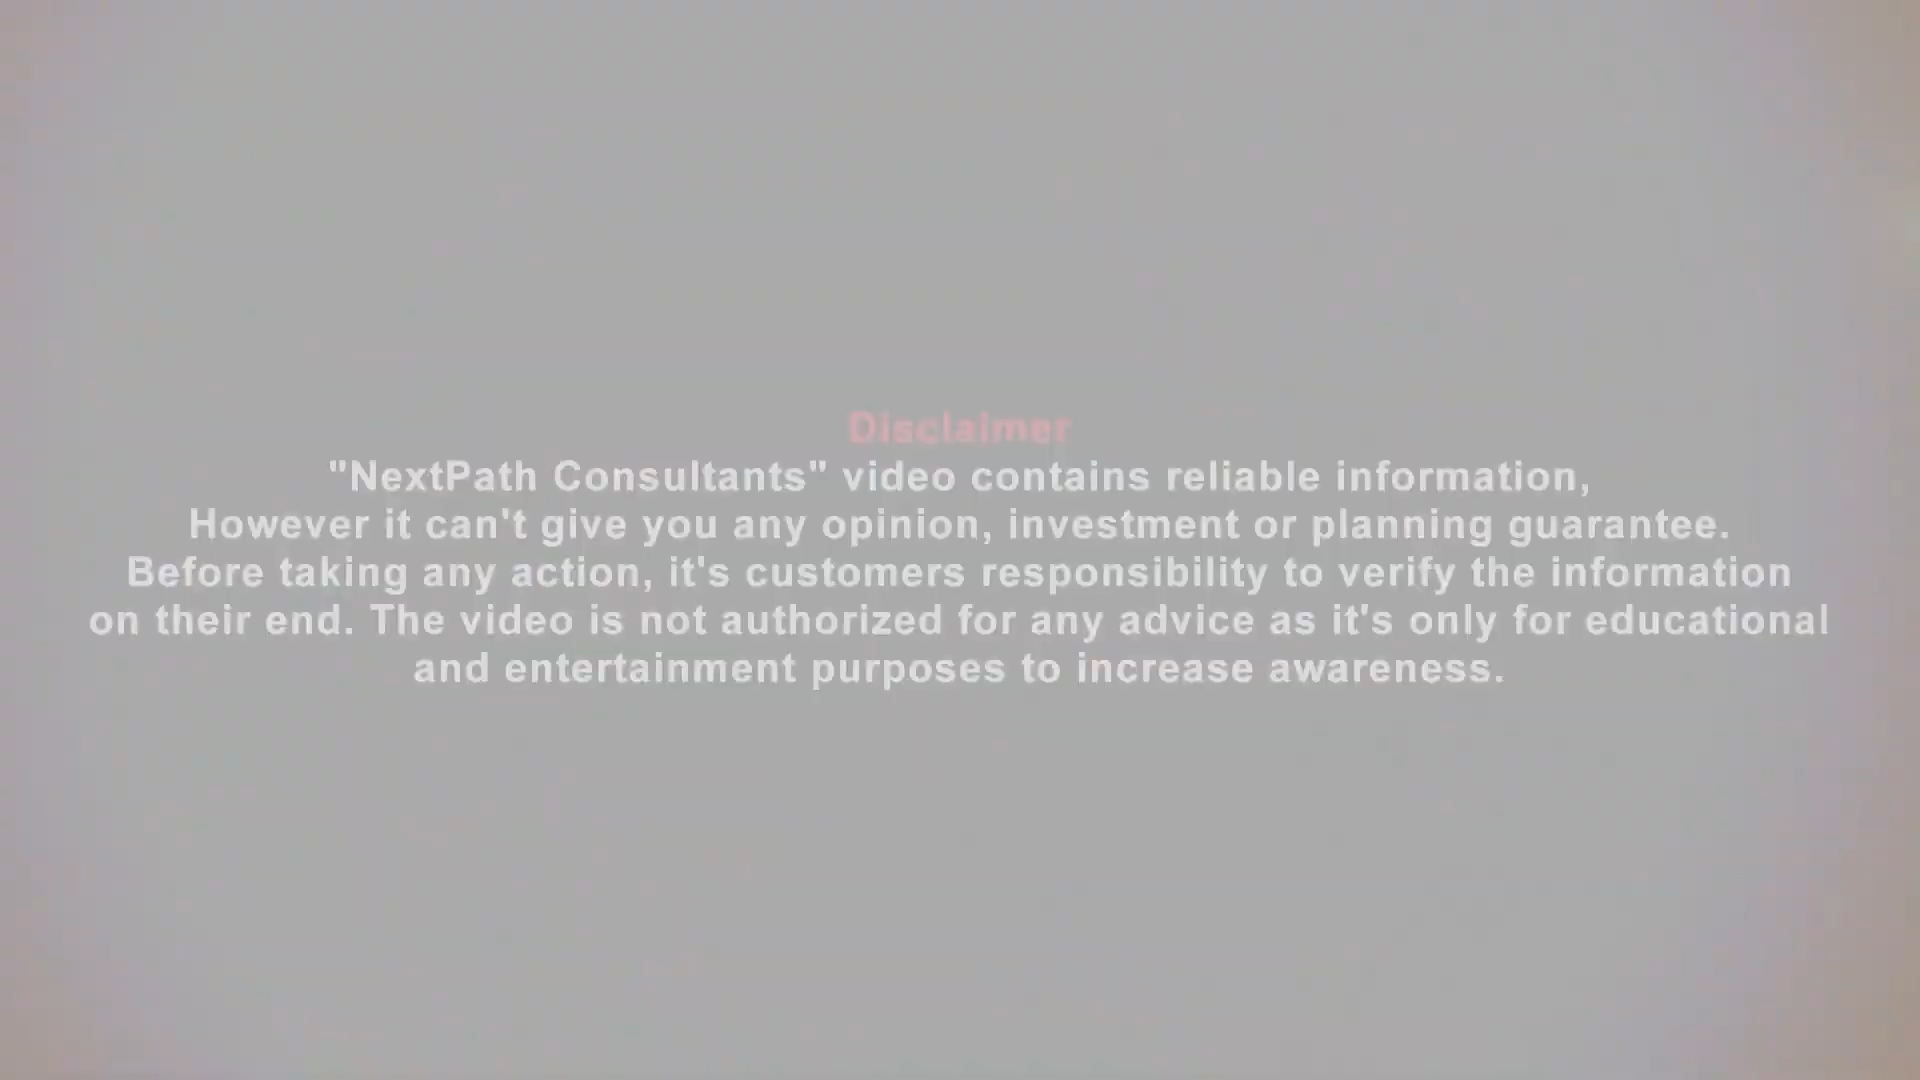 Disclaimer
"NextPath Consultants" video contains reliable information,
However it can't give you any opinion, investment or planning guarantee.
Before taking any action, it's customers responsibility to verify the information
on their end. The video is not authorized for any advice as it's only for educational
and entertainment purposes to increase awareness.